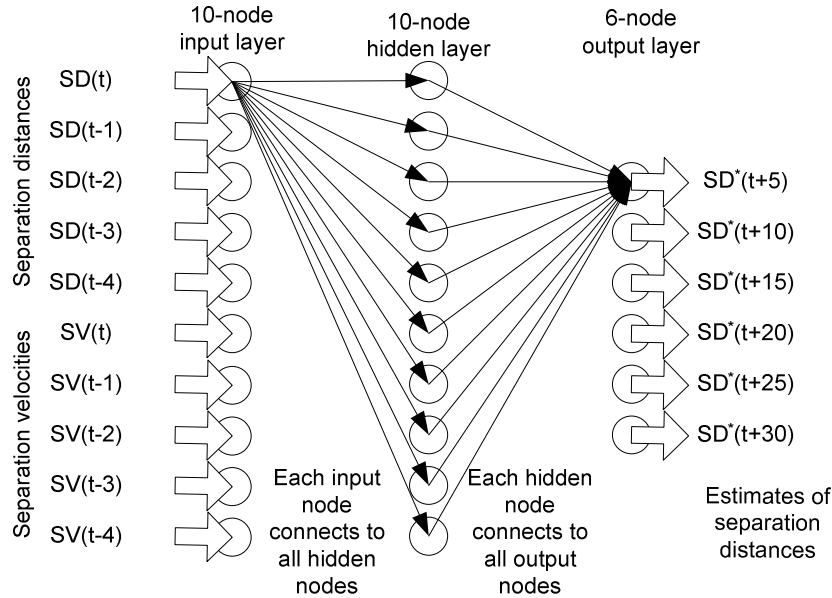 10-node
input layer
10-node
hidden layer
6-node
output layer
Separation distances
SD(t)
SD(t-1)
SD(t-2)
SD(t-3)
SD(t-4)
Separation velocities
SV(t)
SV(t-1)
SV(t-2)
SV(t-3)
SV(t-4)
Each input
node
connects to
all hidden
nodes
Each hidden
node
connects to
all output
nodes
SD*(t+5)
SD*(t+10)
SD*(t+15)
SD*(t+20)
SD*(t+25)
SD*(t+30)
Estimates of
separation
distances